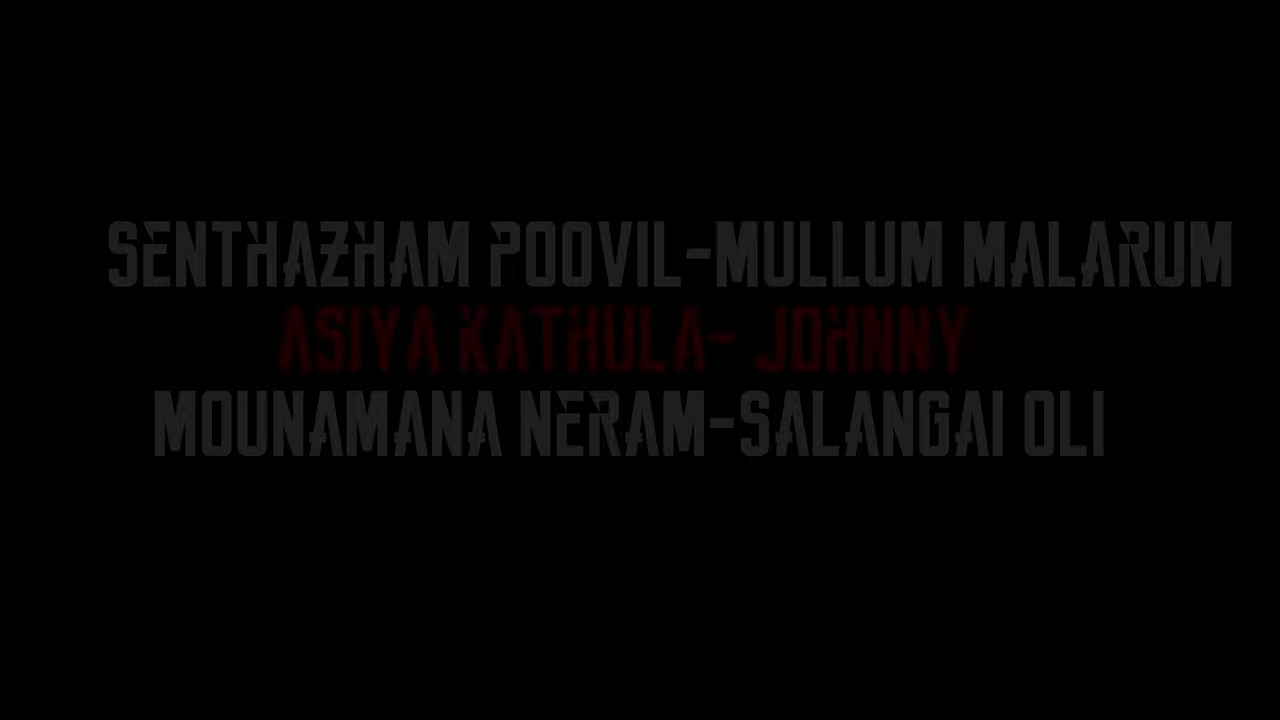 SENTHAZHAM POOVIL-MULLUM MALARUM
ASIYA KATHULA- JOHNNY
MOUNAMANA NERAM-SALANGAI OLI